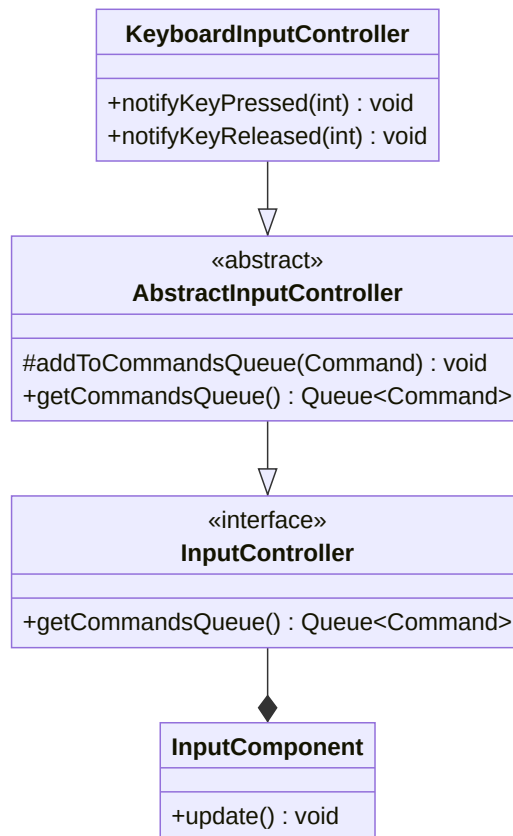 KeyboardInputController
+notifyKeyPressed(int) : void
+notifyKeyReleased(int) : void
«abstract»
AbstractInputController
#addToCommandsQueue(Command) : void
+getCommandsQueue() : Queue<Command>
«interface»
InputController
+getCommandsQueue() : Queue<Command>
InputComponent
+update() : void